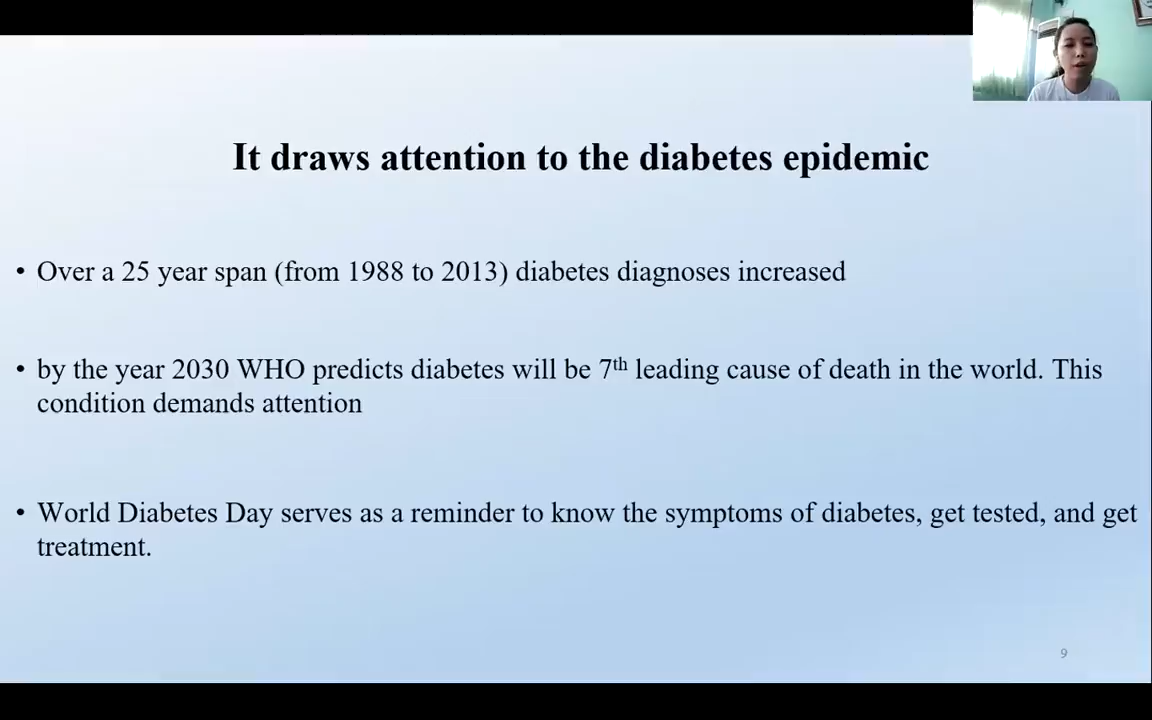 It draws attention to the diabetes epidemic
• Over a 25 year span (from 1988 to 2013) diabetes diagnoses increased
• by the year 2030 WHO predicts diabetes will be 7th leading cause of death in the world. This
condition demands attention
• World Diabetes Day serves as a reminder to know the symptoms of diabetes, get tested, and get
treatment.
9